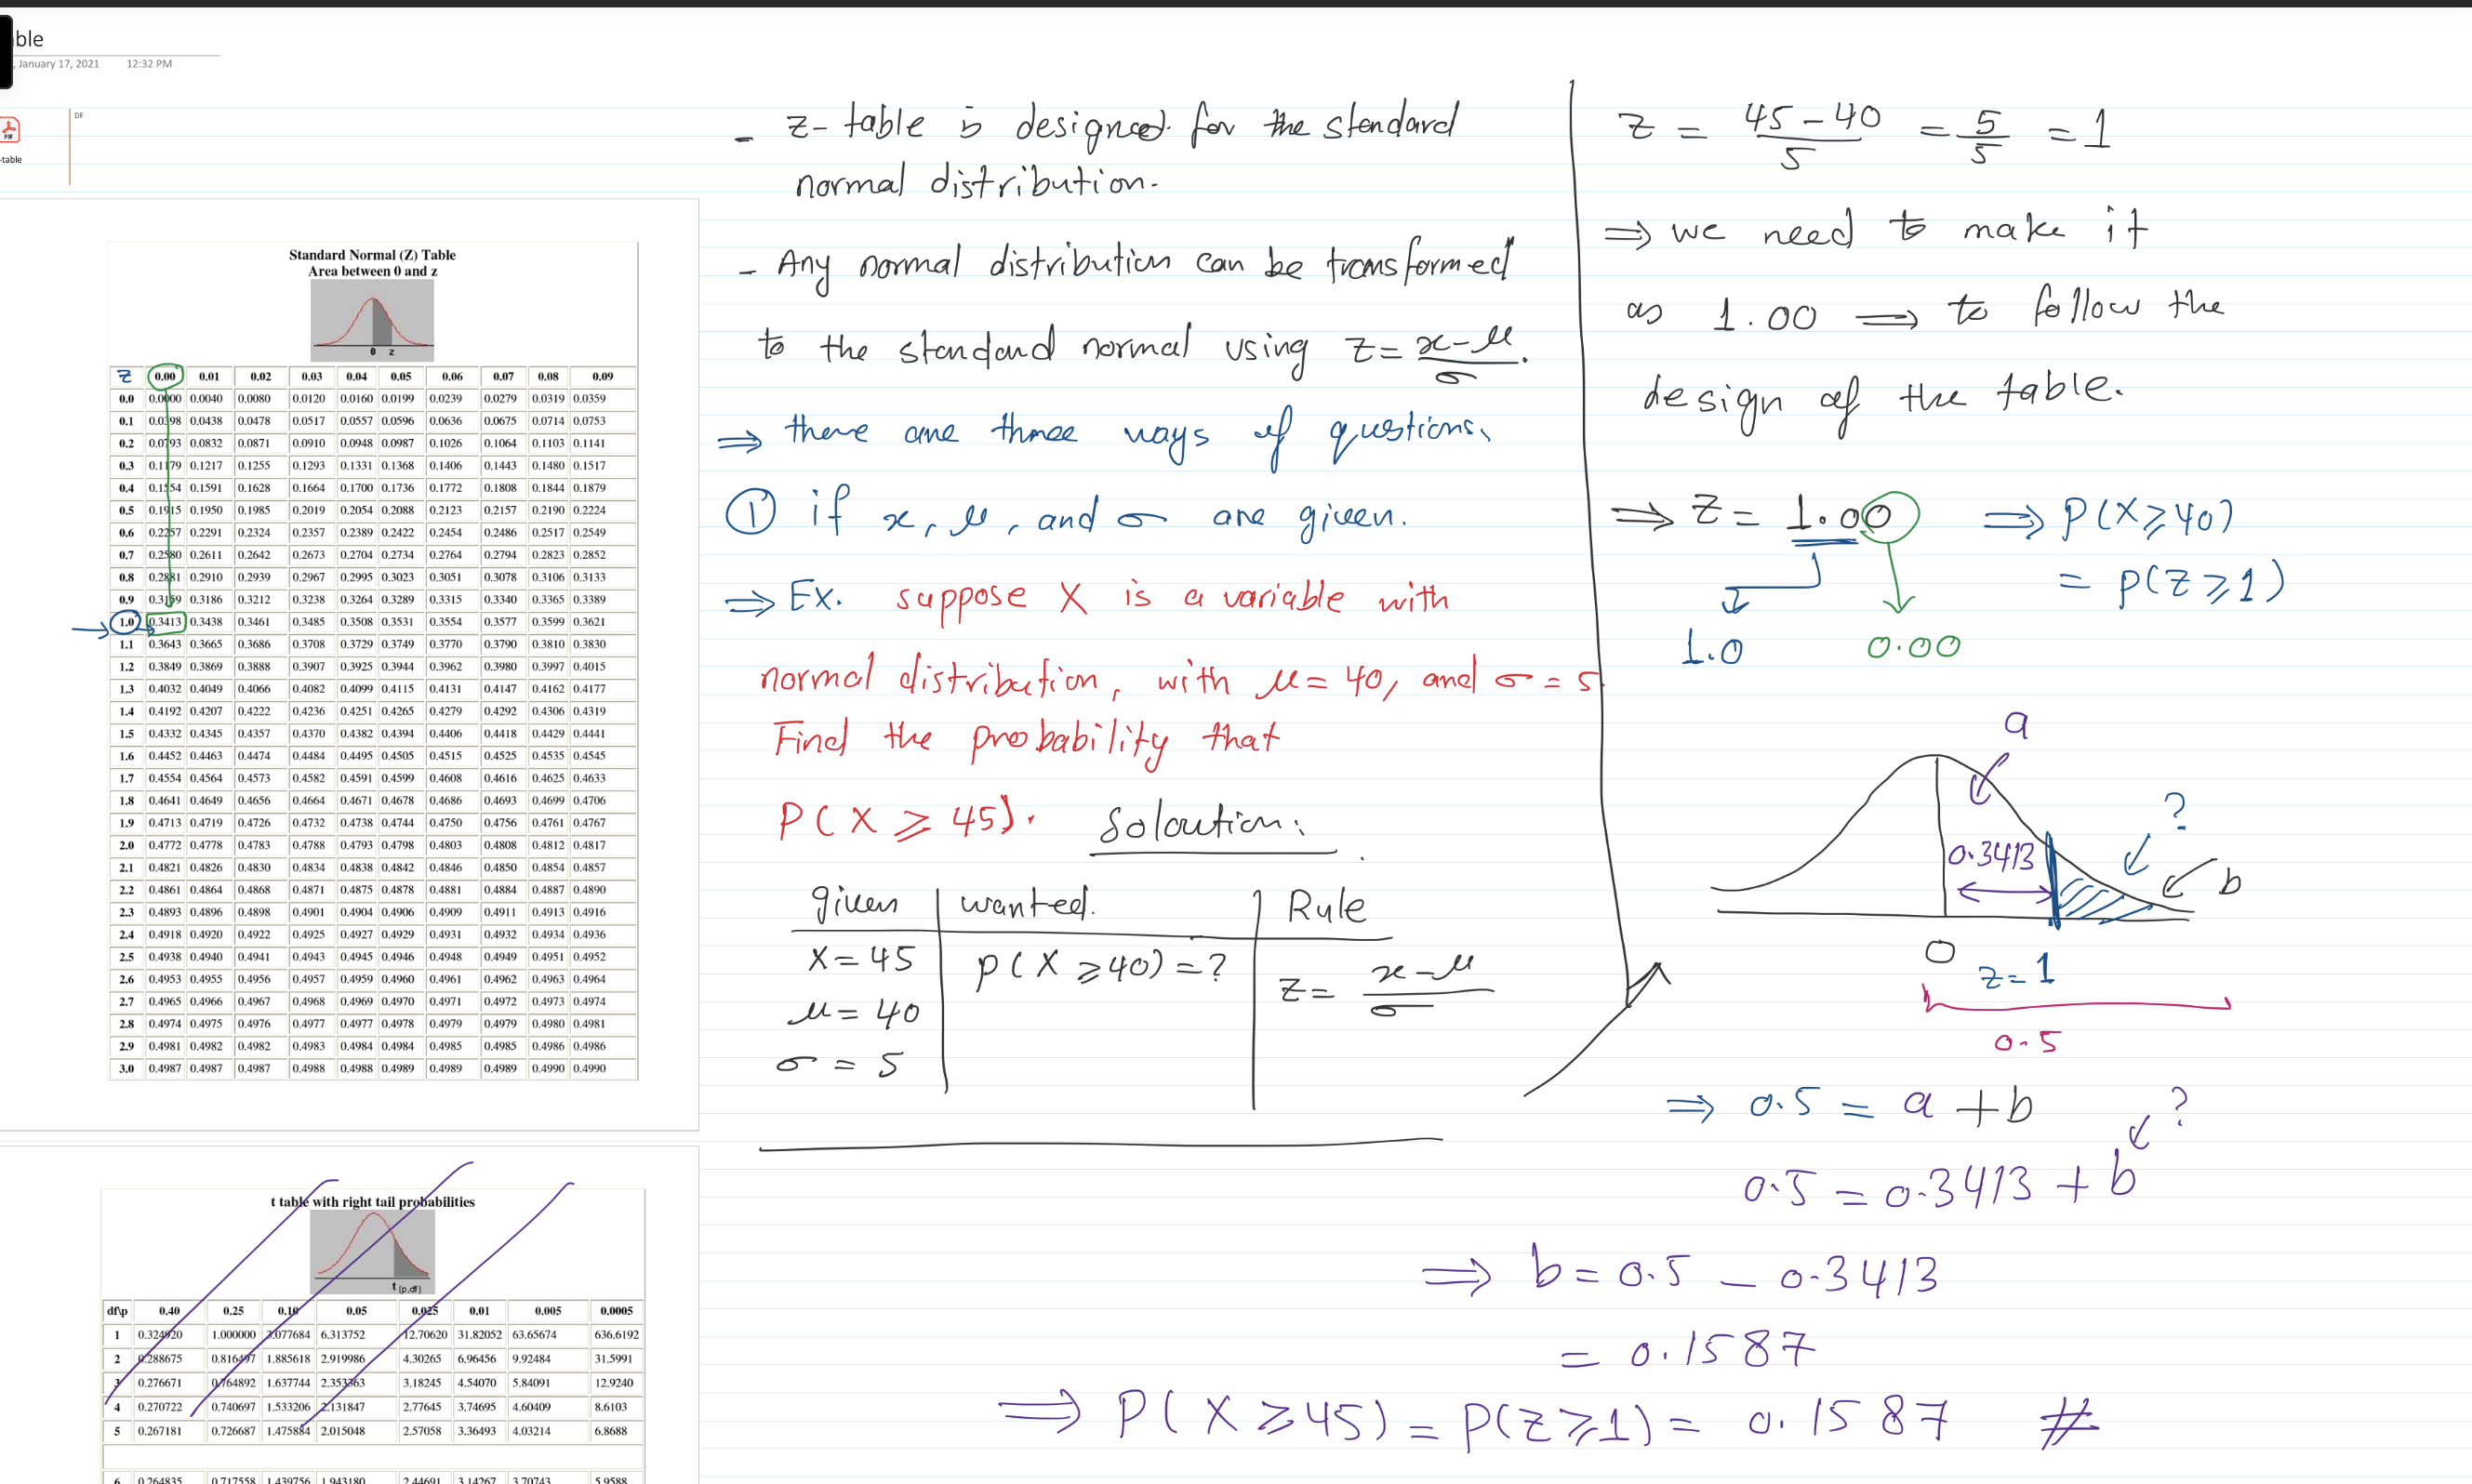 ble
, January 17, 2021 12:32 PM
DF
PDF
-table
Standard Normal (Z) Table
Area between 0 and z
0 z
Z 0.00 0.01 0.02 0.03 0.04 0.05 0.06 0.07 0.08 0.09
0.0 0.0000 0.0040 0.0080 0.0120 0.0160 0.0199 0.0239 0.0279 0.0319 0.0359
0.1 0.0398 0.0438 0.0478 0.0517 0.0557 0.0596 0.0636 0.0675 0.0714 0.0753
0.2 0.0793 0.0832 0.0871 0.0910 0.0948 0.0987 0.1026 0.1064 0.1103 0.1141
0.3 0.1179 0.1217 0.1255 0.1293 0.1331 0.1368 0.1406 0.1443 0.1480 0.1517
0.4 0.1554 0.1591 0.1628 0.1664 0.1700 0.1736 0.1772 0.1808 0.1844 0.1879
0.5 0.1915 0.1950 0.1985 0.2019 0.2054 0.2088 0.2123 0.2157 0.2190 0.2224
0.6 0.2257 0.2291 0.2324 0.2357 0.2389 0.2422 0.2454 0.2486 0.2517 0.2549
0.7 0.2580 0.2611 0.2642 0.2673 0.2704 0.2734 0.2764 0.2794 0.2823 0.2852
0.8 0.2881 0.2910 0.2939 0.2967 0.2995 0.3023 0.3051 0.3078 0.3106 0.3133
0.9 0.3159 0.3186 0.3212 0.3238 0.3264 0.3289 0.3315 0.3340 0.3365 0.3389
1.0 0.3413 0.3438 0.3461 0.3485 0.3508 0.3531 0.3554 0.3577 0.3599 0.3621
1.1 0.3643 0.3665 0.3686 0.3708 0.3729 0.3749 0.3770 0.3790 0.3810 0.3830
1.2 0.3849 0.3869 0.3888 0.3907 0.3925 0.3944 0.3962 0.3980 0.3997 0.4015
1.3 0.4032 0.4049 0.4066 0.4082 0.4099 0.4115 0.4131 0.4147 0.4162 0.4177
1.4 0.4192 0.4207 0.4222 0.4236 0.4251 0.4265 0.4279 0.4292 0.4306 0.4319
1.5 0.4332 0.4345 0.4357 0.4370 0.4382 0.4394 0.4406 0.4418 0.4429 0.4441
1.6 0.4452 0.4463 0.4474 0.4484 0.4495 0.4505 0.4515 0.4525 0.4535 0.4545
1.7 0.4554 0.4564 0.4573 0.4582 0.4591 0.4599 0.4608 0.4616 0.4625 0.4633
1.8 0.4641 0.4649 0.4656 0.4664 0.4671 0.4678 0.4686 0.4693 0.4699 0.4706
1.9 0.4713 0.4719 0.4726 0.4732 0.4738 0.4744 0.4750 0.4756 0.4761 0.4767
2.0 0.4772 0.4778 0.4783 0.4788 0.4793 0.4798 0.4803 0.4808 0.4812 0.4817
2.1 0.4821 0.4826 0.4830 0.4834 0.4838 0.4842 0.4846 0.4850 0.4854 0.4857
2.2 0.4861 0.4864 0.4868 0.4871 0.4875 0.4878 0.4881 0.4884 0.4887 0.4890
2.3 0.4893 0.4896 0.4898 0.4901 0.4904 0.4906 0.4909 0.4911 0.4913 0.4916
2.4 0.4918 0.4920 0.4922 0.4925 0.4927 0.4929 0.4931 0.4932 0.4934 0.4936
2.5 0.4938 0.4940 0.4941 0.4943 0.4945 0.4946 0.4948 0.4949 0.4951 0.4952
2.6 0.4953 0.4955 0.4956 0.4957 0.4959 0.4960 0.4961 0.4962 0.4963 0.4964
2.7 0.4965 0.4966 0.4967 0.4968 0.4969 0.4970 0.4971 0.4972 0.4973 0.4974
2.8 0.4974 0.4975 0.4976 0.4977 0.4977 0.4978 0.4979 0.4979 0.4980 0.4981
2.9 0.4981 0.4982 0.4982 0.4983 0.4984 0.4984 0.4985 0.4985 0.4986 0.4986
3.0 0.4987 0.4987 0.4987 0.4988 0.4988 0.4989 0.4989 0.4989 0.4990 0.4990
t table with right tail probabilities
t (p,df)
df\p 0.40 0.25 0.10 0.05 0.025 0.01 0.005 0.0005
1 0.324920 1.000000 3.077684 6.313752 12.70620 31.82052 63.65674 636.6192
2 0.288675 0.816497 1.885618 2.919986 4.30265 6.96456 9.92484 31.5991
3 0.276671 0.764892 1.637744 2.353363 3.18245 4.54070 5.84091 12.9240
4 0.270722 0.740697 1.533206 2.131847 2.77645 3.74695 4.60409 8.6103
5 0.267181 0.726687 1.475884 2.015048 2.57058 3.36493 4.03214 6.8688
6 0.264835 0.717558 1.439756 1.943180 2.44691 3.14267 3.70743 5.9588
- z-table is designed for the standard
normal distribution.
- Any normal distribution can be transformed
to the standard normal using z = x-μ/σ.
⇒ there are three ways of questions.
① if x, μ, and σ are given.
⇒ Ex. suppose X is a variable with
normal distribution, with μ = 40, and σ = 5
Find the probability that
P(X ≥ 45). Soloution:
given wanted. Rule
X = 45 P(X ≥ 40) = ? z = x-μ/σ
μ = 40
σ = 5
z = 45-40/5 = 5/5 = 1
⇒ we need to make it
as 1.00 ⇒ to follow the
design of the table.
⇒ Z = 1.00 ⇒ P(X ≥ 40)
= P(Z ≥ 1)
1.0 0.00
a
?
0.3413
b
0
z = 1
0.5
⇒ 0.5 = a + b
?
0.5 = 0.3413 + b
⇒ b = 0.5 - 0.3413
= 0.1587
⇒ P(X ≥ 45) = P(Z ≥ 1) = 0.1587 #